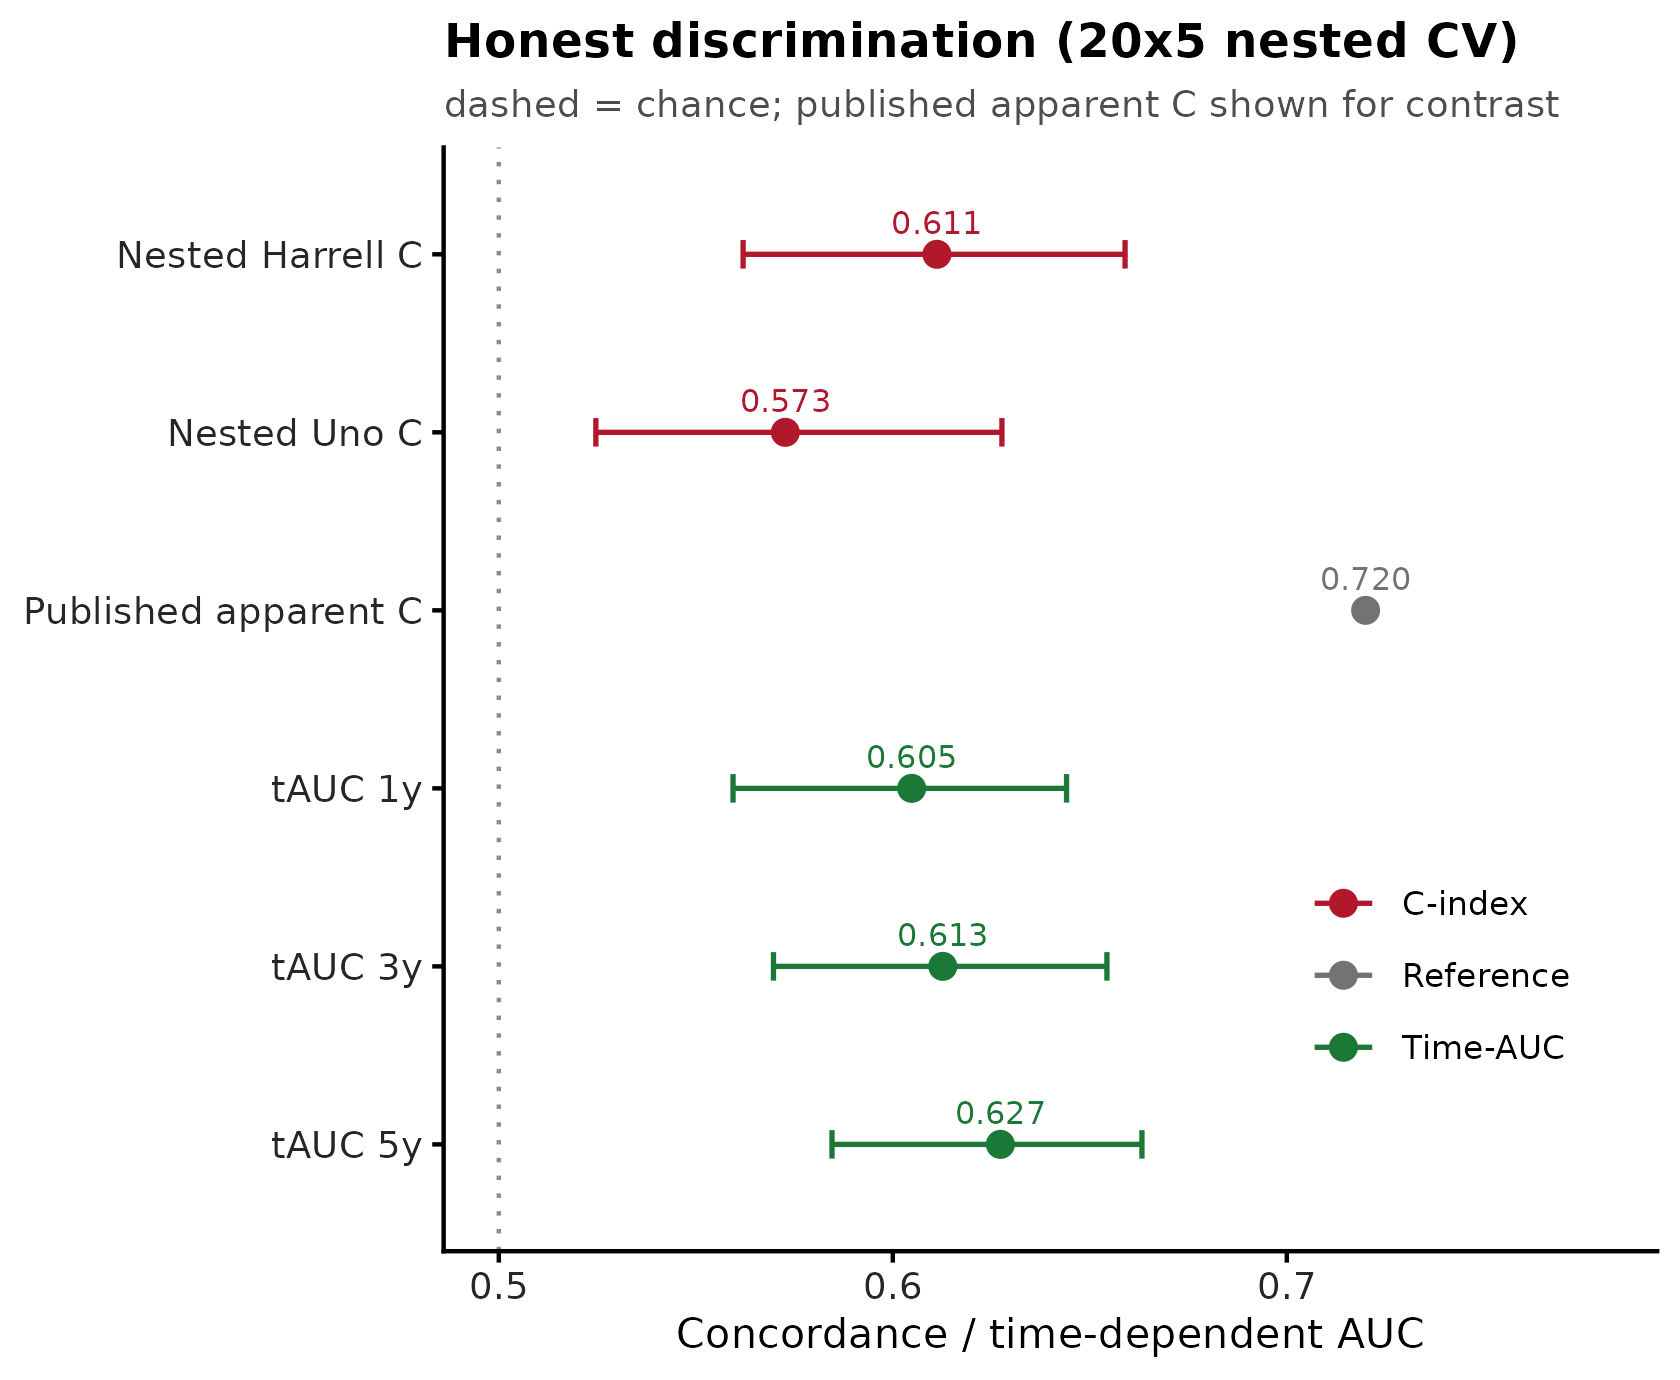 Honest discrimination (20x5 nested CV)
dashed = chance; published apparent C shown for contrast
Nested Harrell C
0.611
Nested Uno C
0.573
Published apparent C
0.720
tAUC 1y
0.605
tAUC 3y
0.613
tAUC 5y
0.627
C-index
Reference
Time-AUC
0.5
0.6
0.7
Concordance / time-dependent AUC